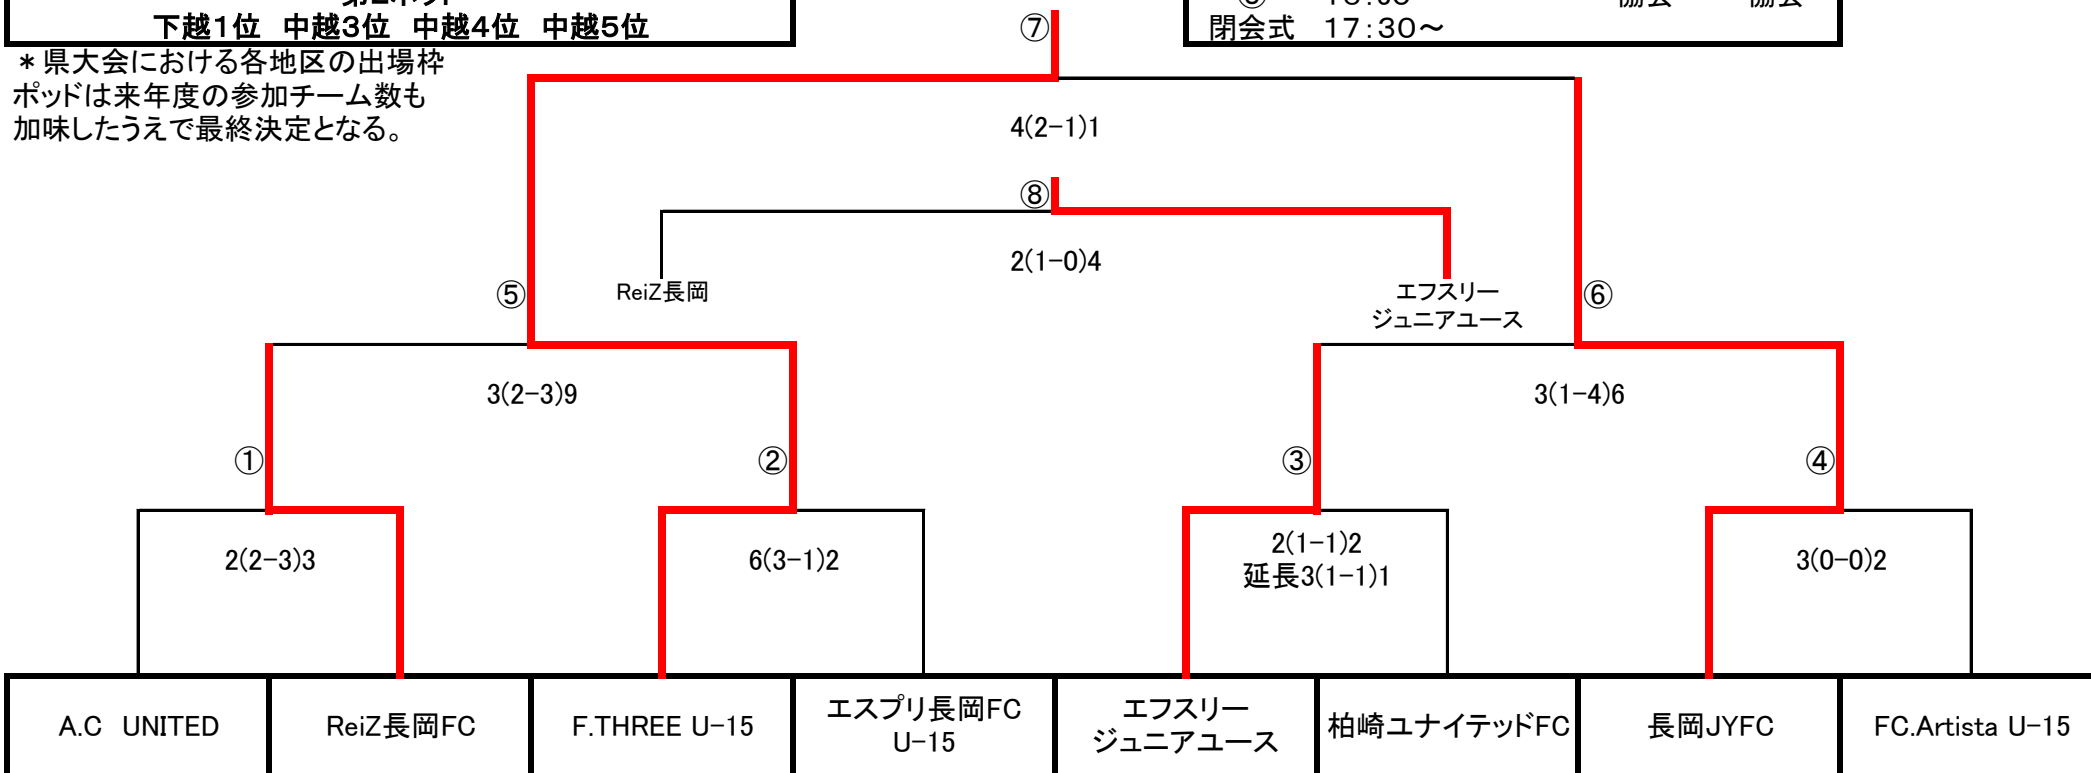 下越1位 中越3位 中越4位 中越5位
閉会式 17:30～
＊県大会における各地区の出場枠
ポッドは来年度の参加チーム数も
加味したうえで最終決定となる。
⑦
4(2-1)1
⑧
2(1-0)4
ReiZ長岡
エフスリー
ジュニアユース
⑤
⑥
3(2-3)9
3(1-4)6
①
②
③
④
2(2-3)3
6(3-1)2
2(1-1)2
延長3(1-1)1
3(0-0)2
A.C UNITED
ReiZ長岡FC
F.THREE U-15
エスプリ長岡FC
U-15
エフスリー
ジュニアユース
柏崎ユナイテッドFC
長岡JYFC
FC.Artista U-15